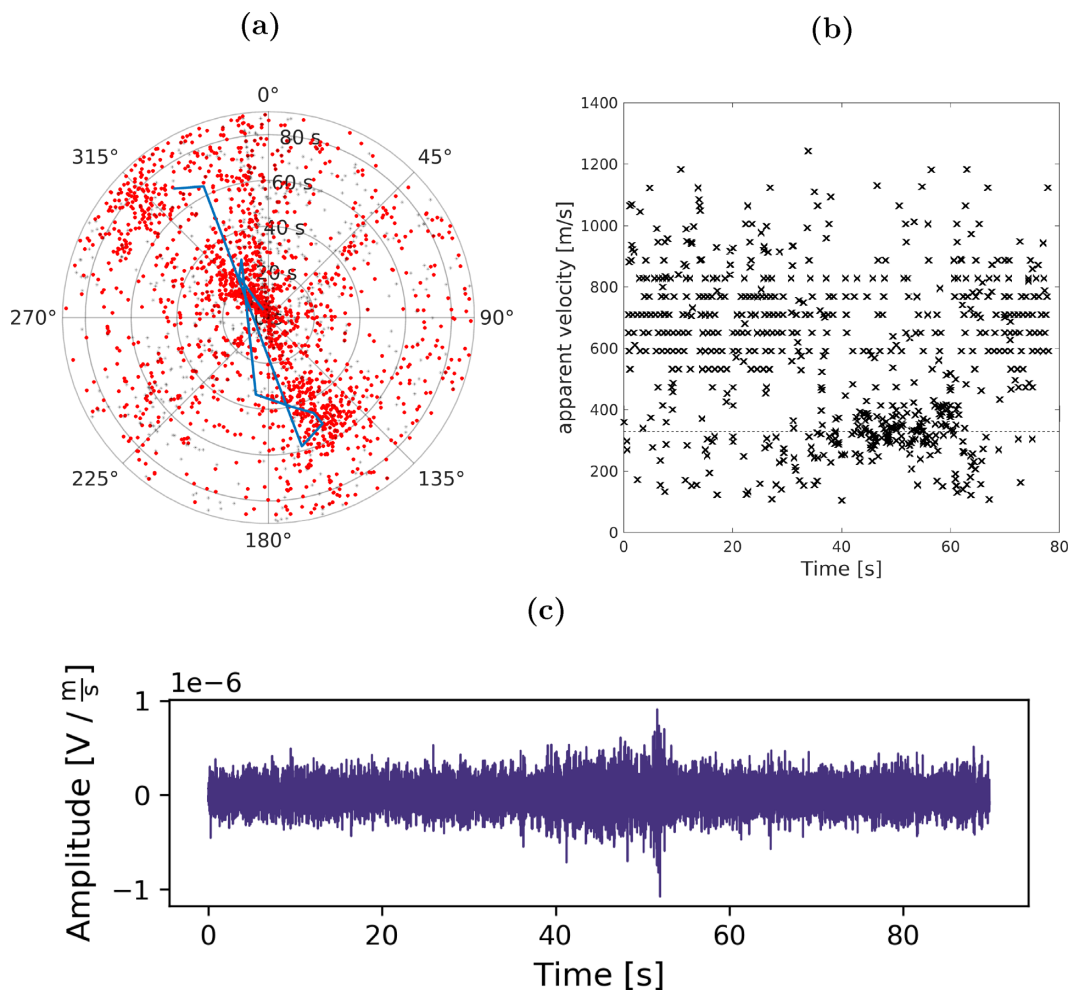 (a)
(b)
0°
45°
90°
135°
180°
225°
270°
315°
80 s
60 s
40 s
20 s
1400
1200
1000
800
600
400
200
0
apparent velocity [m/s]
0 20 40 60 80
Time [s]
(c)
1e−6
1
0
−1
Amplitude [V / m/s]
0 20 40 60 80
Time [s]